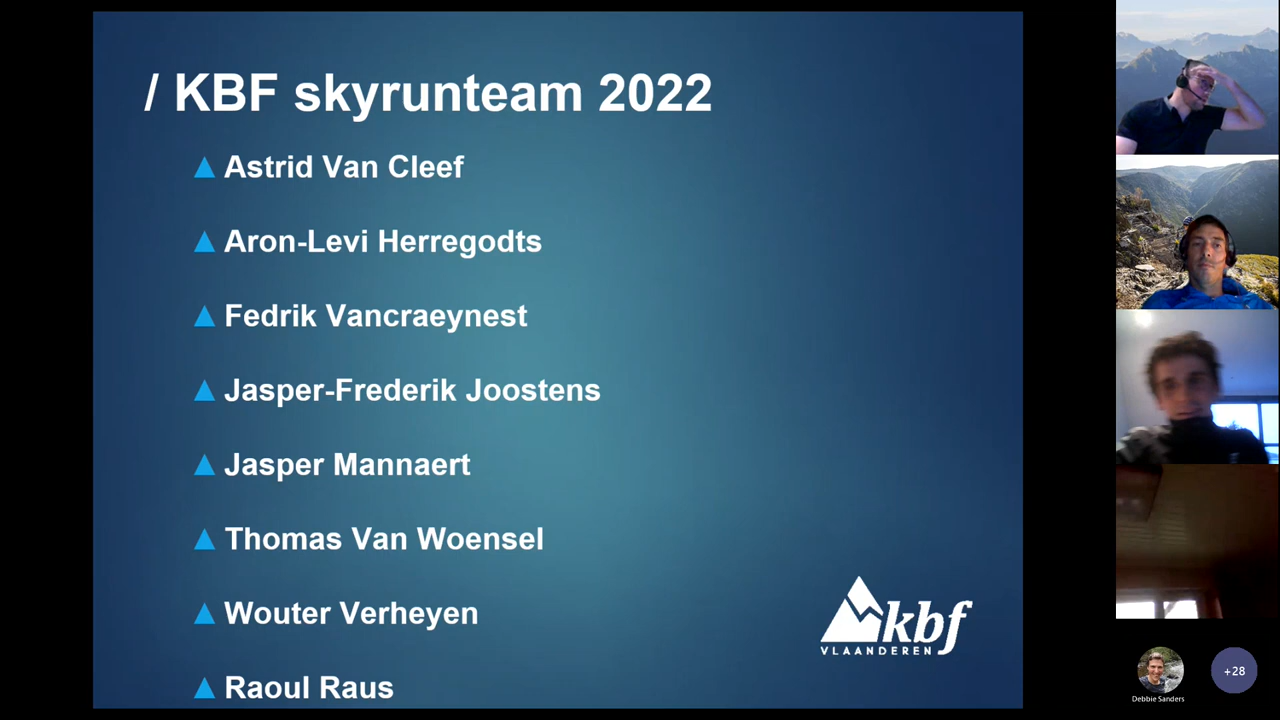 / KBF skyrunteam 2022
Astrid Van Cleef
Aron-Levi Herregodts
Fedrik Vancraeynest
Jasper-Frederik Joostens
Jasper Mannaert
Thomas Van Woensel
Wouter Verheyen
Raoul Raus
kbf
VLAANDEREN
+28
Debbie Sanders